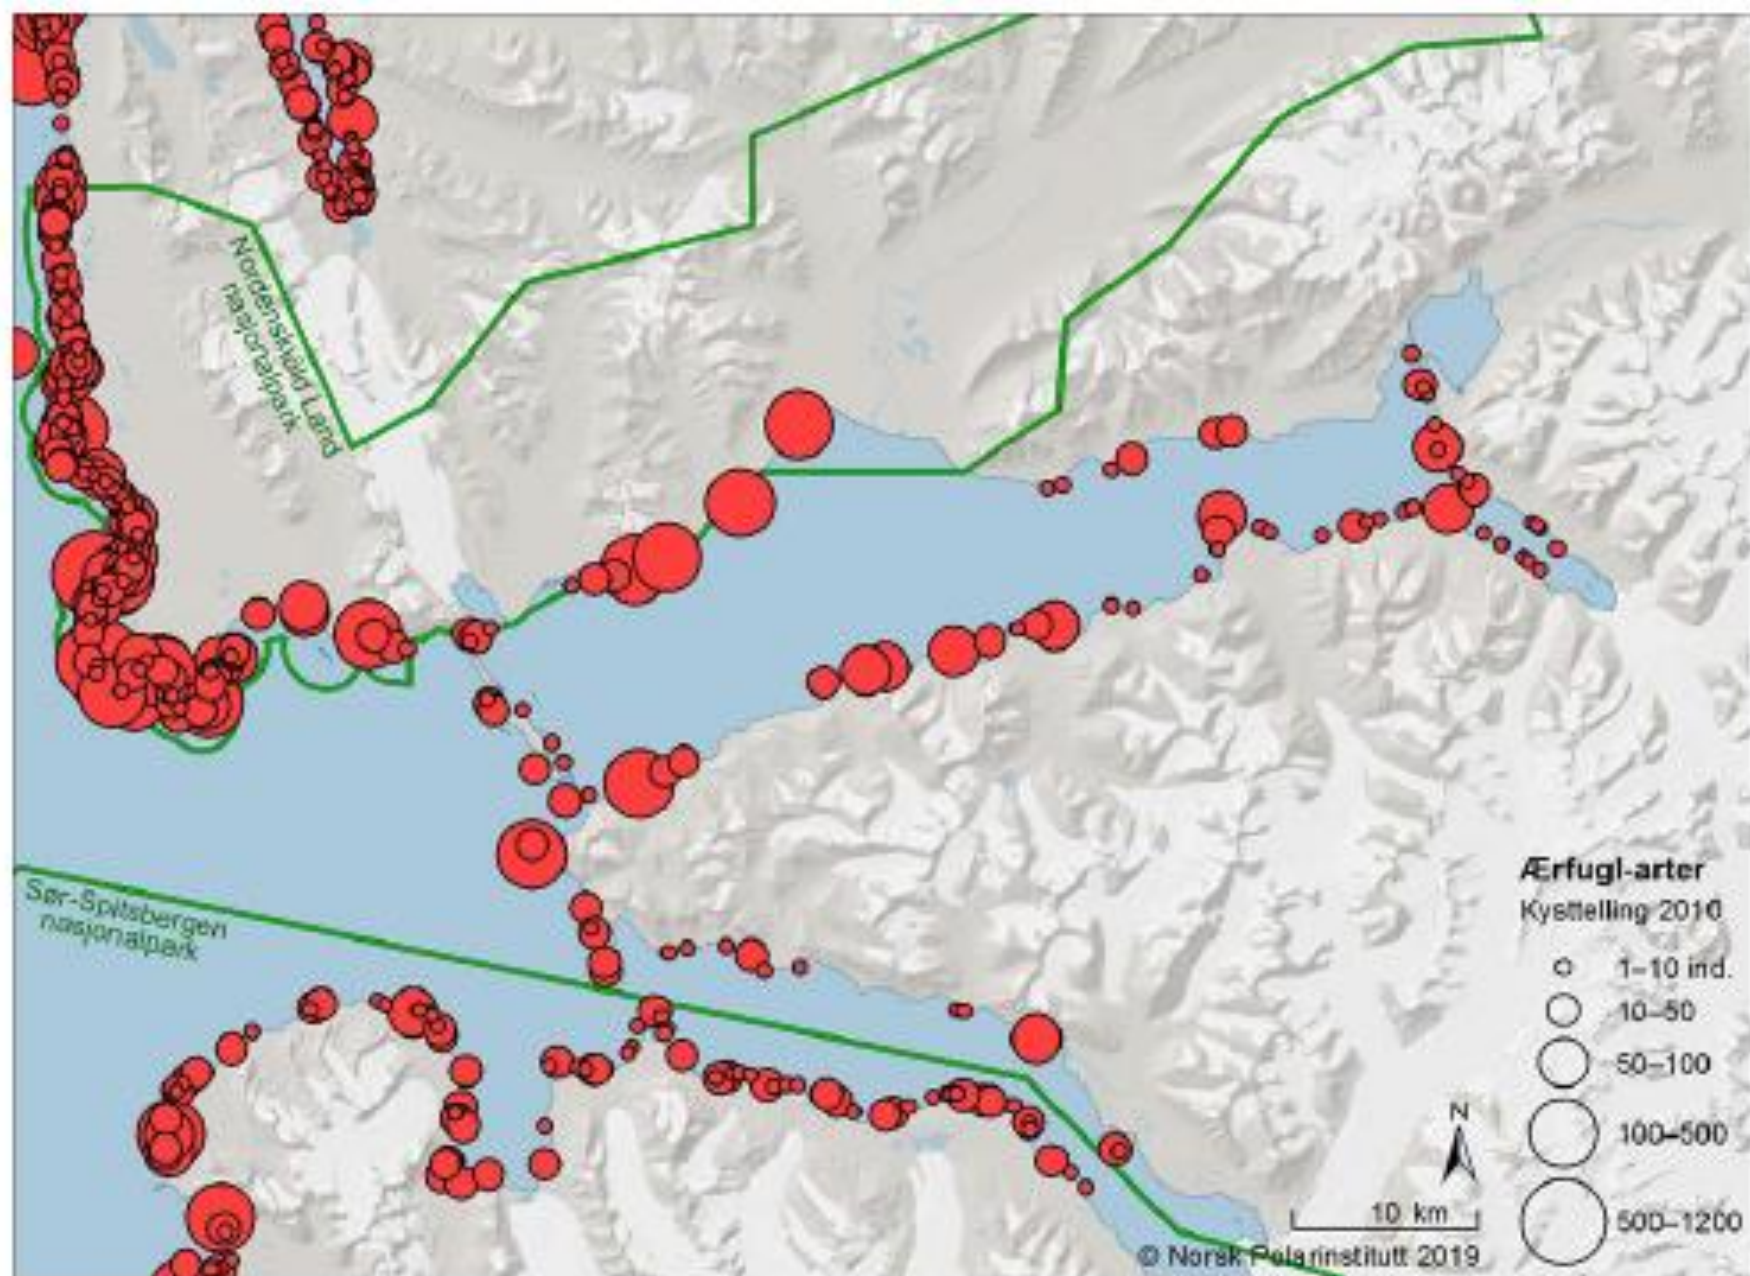 Nordenskiöld Land
nasjonalpark
Sør-Spitsbergen
nasjonalpark
Ærfugl-arter
Kysttelling 2010
1–10 ind.
10–50
50–100
100–500
500–1200
N
10 km
© Norsk Polarinstitutt 2019